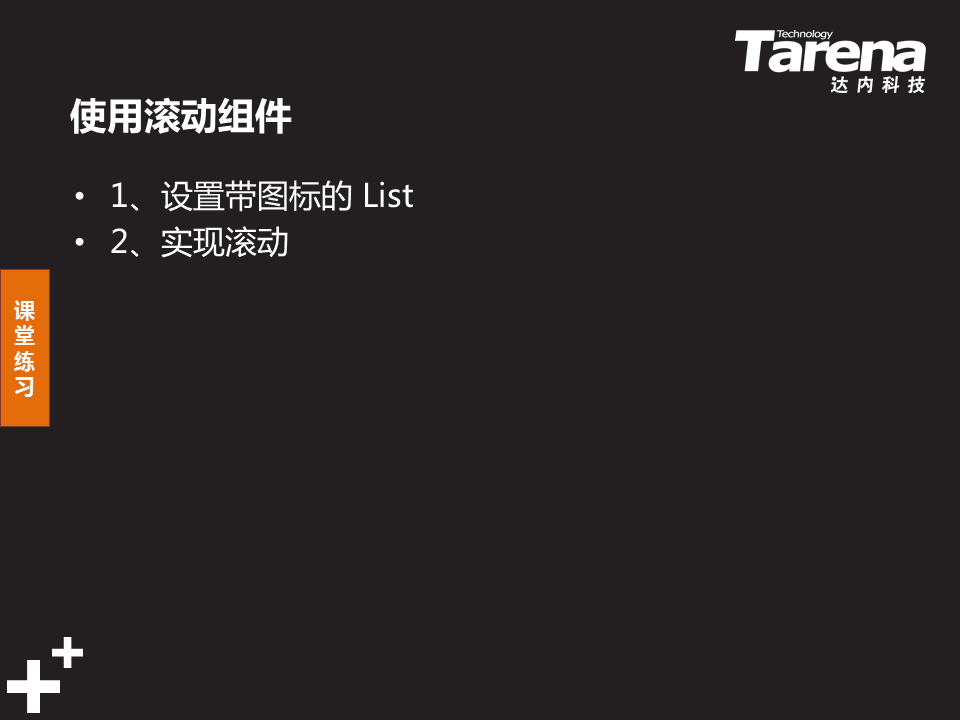 Technology
Tarena
达内科技
使用滚动组件
• 1、设置带图标的 List
• 2、实现滚动
课
堂
练
习